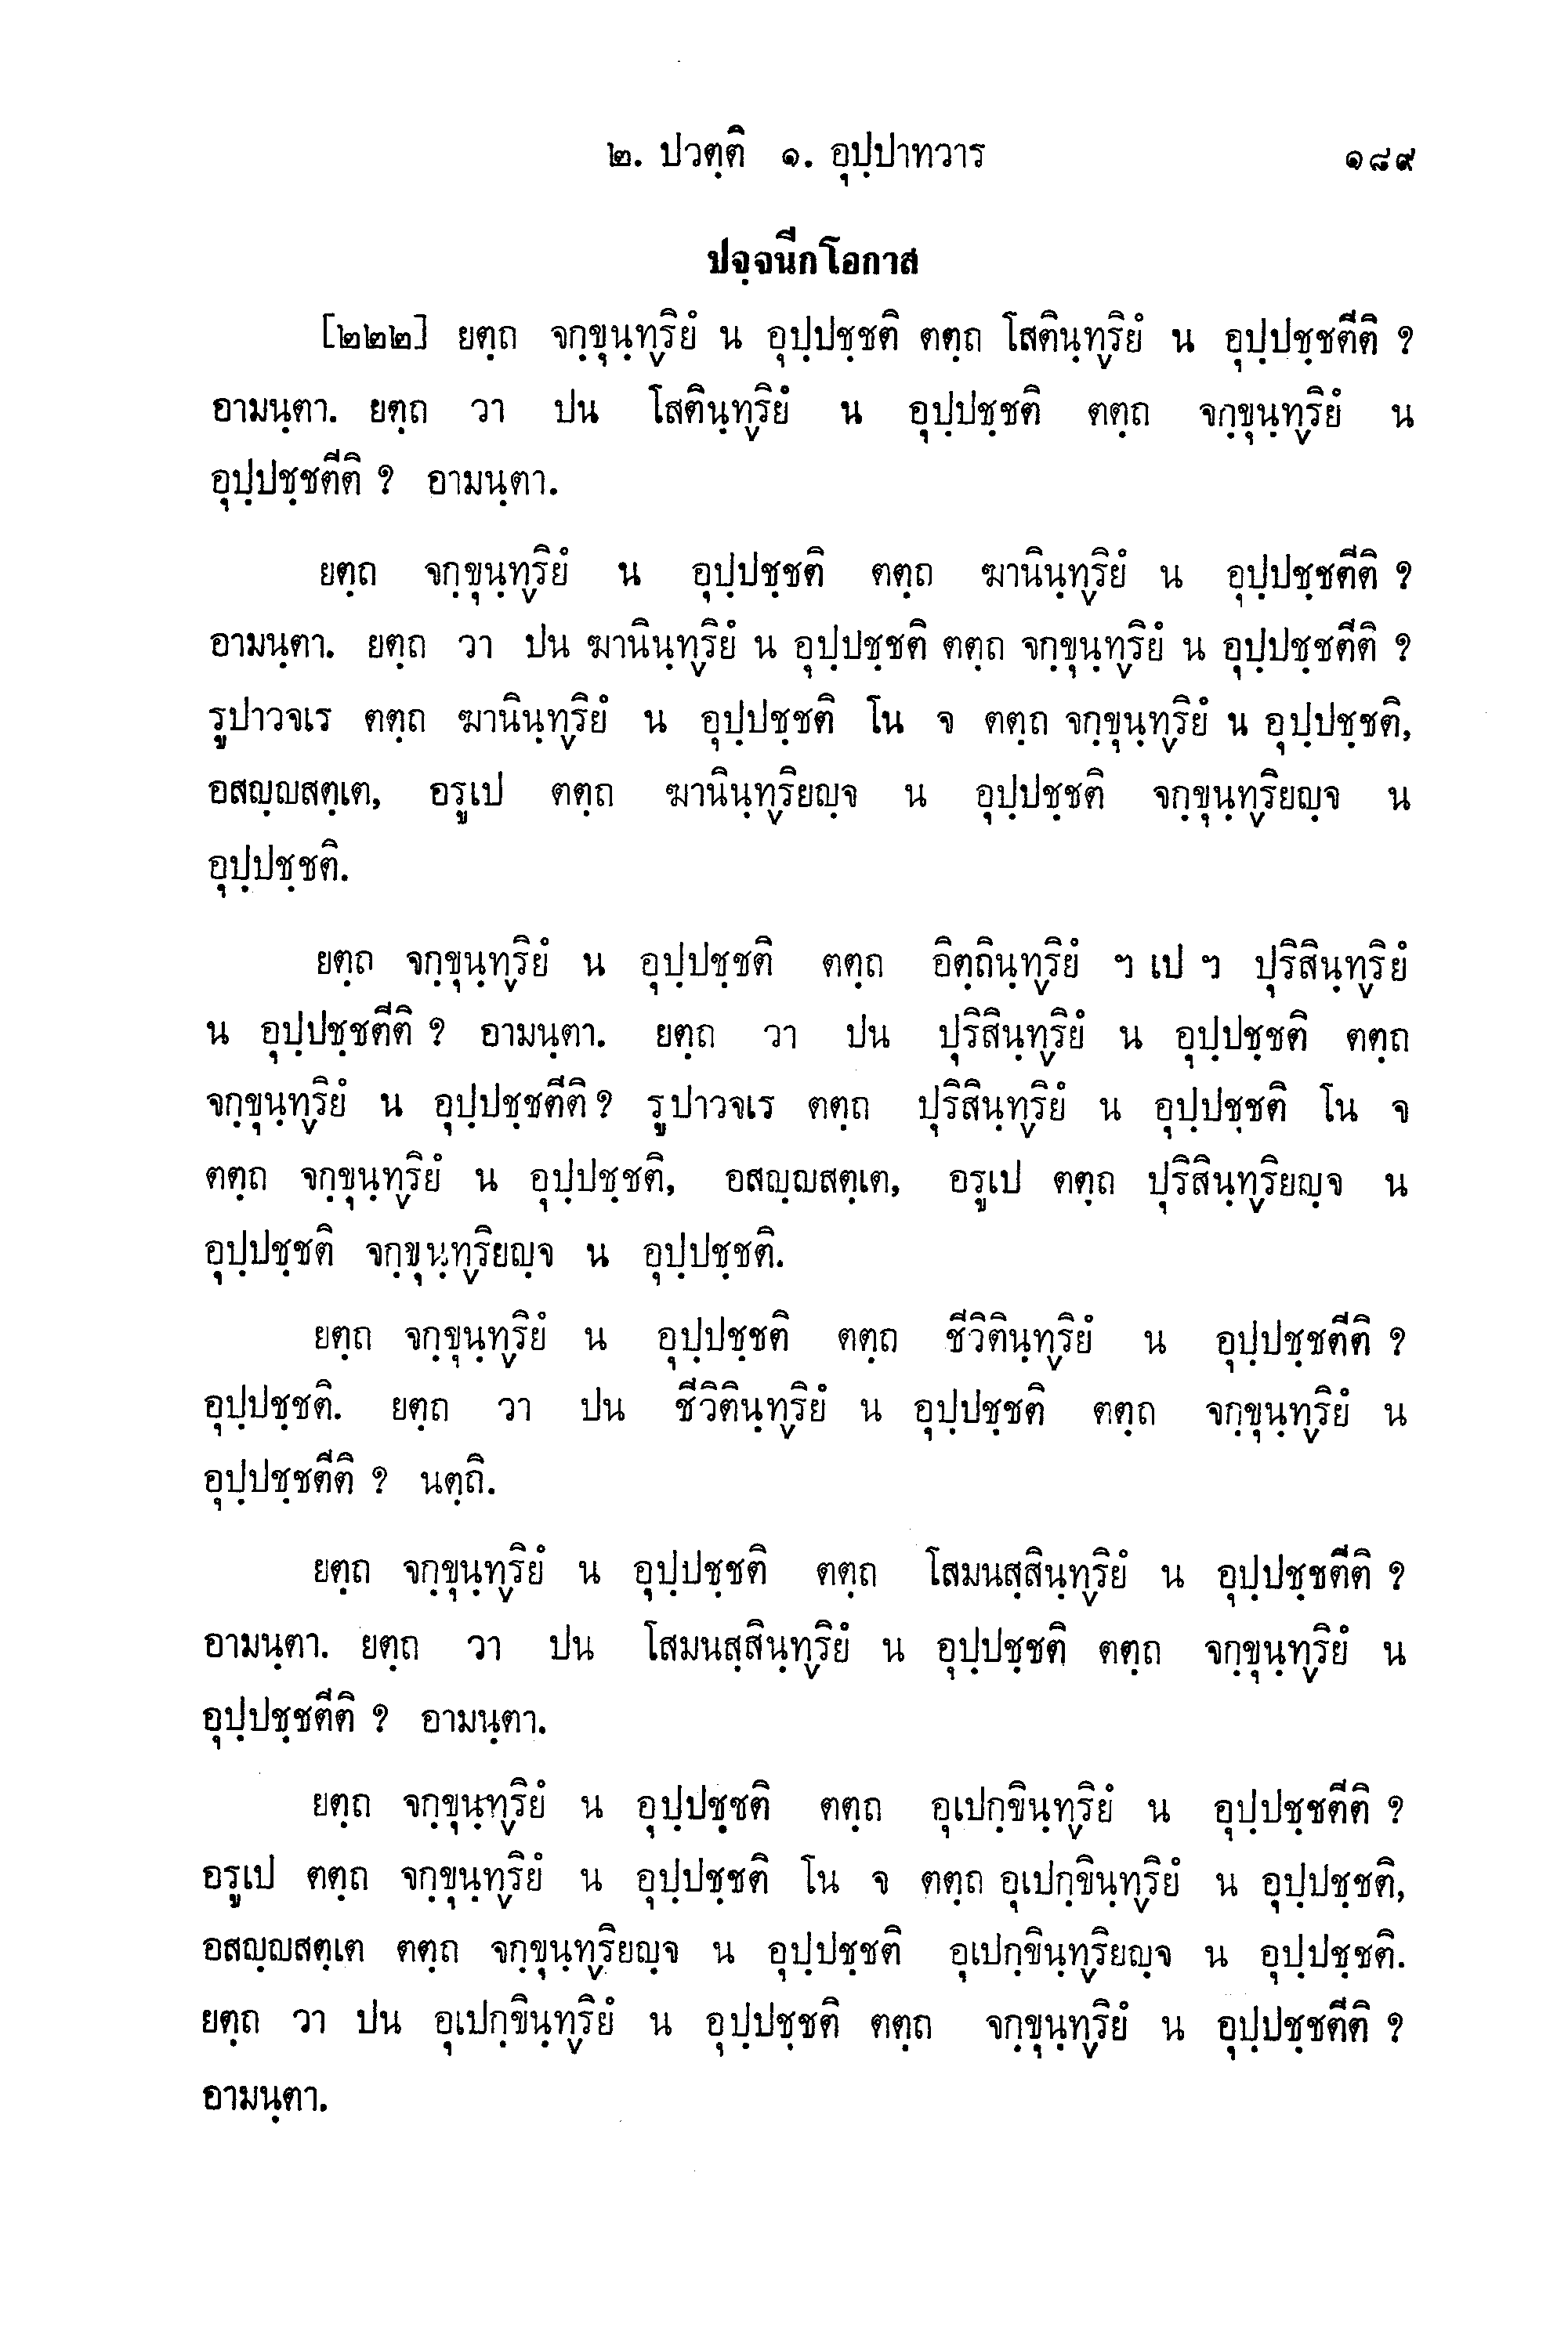 ๒. ปวตฺติ ๑. อุปฺปาทวาร ๑๘๙
ปจฺจนีกโอกาส
[๒๒๒] ยตฺถ จกฺขุนฺทฺริยํ น อุปฺปชฺชติ ตตฺถ โสตินฺทฺริยํ น อุปฺปชฺชตีติ ?
อามนฺตา. ยตฺถ วา ปน โสตินฺทฺริยํ น อุปฺปชฺชติ ตตฺถ จกฺขุนฺทฺริยํ น
อุปฺปชฺชตีติ ? อามนฺตา.
ยตฺถ จกฺขุนฺทฺริยํ น อุปฺปชฺชติ ตตฺถ ฆานินฺทฺริยํ น อุปฺปชฺชตีติ ?
อามนฺตา. ยตฺถ วา ปน ฆานินฺทฺริยํ น อุปฺปชฺชติ ตตฺถ จกฺขุนฺทฺริยํ น อุปฺปชฺชตีติ ?
รูปาวจเร ตตฺถ ฆานินฺทฺริยํ น อุปฺปชฺชติ โน จ ตตฺถ จกฺขุนฺทฺริยํ น อุปฺปชฺชติ,
อสญฺญสตฺเต, อรูเป ตตฺถ ฆานินฺทฺริยญฺจ น อุปฺปชฺชติ จกฺขุนฺทฺริยญฺจ น
อุปฺปชฺชติ.
ยตฺถ จกฺขุนฺทฺริยํ น อุปฺปชฺชติ ตตฺถ อิตฺถินฺทฺริยํ ฯ เป ฯ ปุริสินฺทฺริยํ
น อุปฺปชฺชตีติ ? อามนฺตา. ยตฺถ วา ปน ปุริสินฺทฺริยํ น อุปฺปชฺชติ ตตฺถ
จกฺขุนฺทฺริยํ น อุปฺปชฺชตีติ ? รูปาวจเร ตตฺถ ปุริสินฺทฺริยํ น อุปฺปชฺชติ โน จ
ตตฺถ จกฺขุนฺทฺริยํ น อุปฺปชฺชติ, อสญฺญสตฺเต, อรูเป ตตฺถ ปุริสินฺทฺริยญฺจ น
อุปฺปชฺชติ จกฺขุนฺทฺริยญฺจ น อุปฺปชฺชติ.
ยตฺถ จกฺขุนฺทฺริยํ น อุปฺปชฺชติ ตตฺถ ชีวิตินฺทฺริยํ น อุปฺปชฺชตีติ ?
อุปฺปชฺชติ. ยตฺถ วา ปน ชีวิตินฺทฺริยํ น อุปฺปชฺชติ ตตฺถ จกฺขุนฺทฺริยํ น
อุปฺปชฺชตีติ ? นตฺถิ.
ยตฺถ จกฺขุนฺทฺริยํ น อุปฺปชฺชติ ตตฺถ โสมนสฺสินฺทฺริยํ น อุปฺปชฺชตีติ ?
อามนฺตา. ยตฺถ วา ปน โสมนสฺสินฺทฺริยํ น อุปฺปชฺชติ ตตฺถ จกฺขุนฺทฺริยํ น
อุปฺปชฺชตีติ ? อามนฺตา.
ยตฺถ จกฺขุนฺทฺริยํ น อุปฺปชฺชติ ตตฺถ อุเปกฺขินฺทฺริยํ น อุปฺปชฺชตีติ ?
อรูเป ตตฺถ จกฺขุนฺทฺริยํ น อุปฺปชฺชติ โน จ ตตฺถ อุเปกฺขินฺทฺริยํ น อุปฺปชฺชติ,
อสญฺญสตฺเต ตตฺถ จกฺขุนฺทฺริยญฺจ น อุปฺปชฺชติ อุเปกฺขินฺทฺริยญฺจ น อุปฺปชฺชติ.
ยตฺถ วา ปน อุเปกฺขินฺทฺริยํ น อุปฺปชฺชติ ตตฺถ จกฺขุนฺทฺริยํ น อุปฺปชฺชตีติ ?
อามนฺตา.